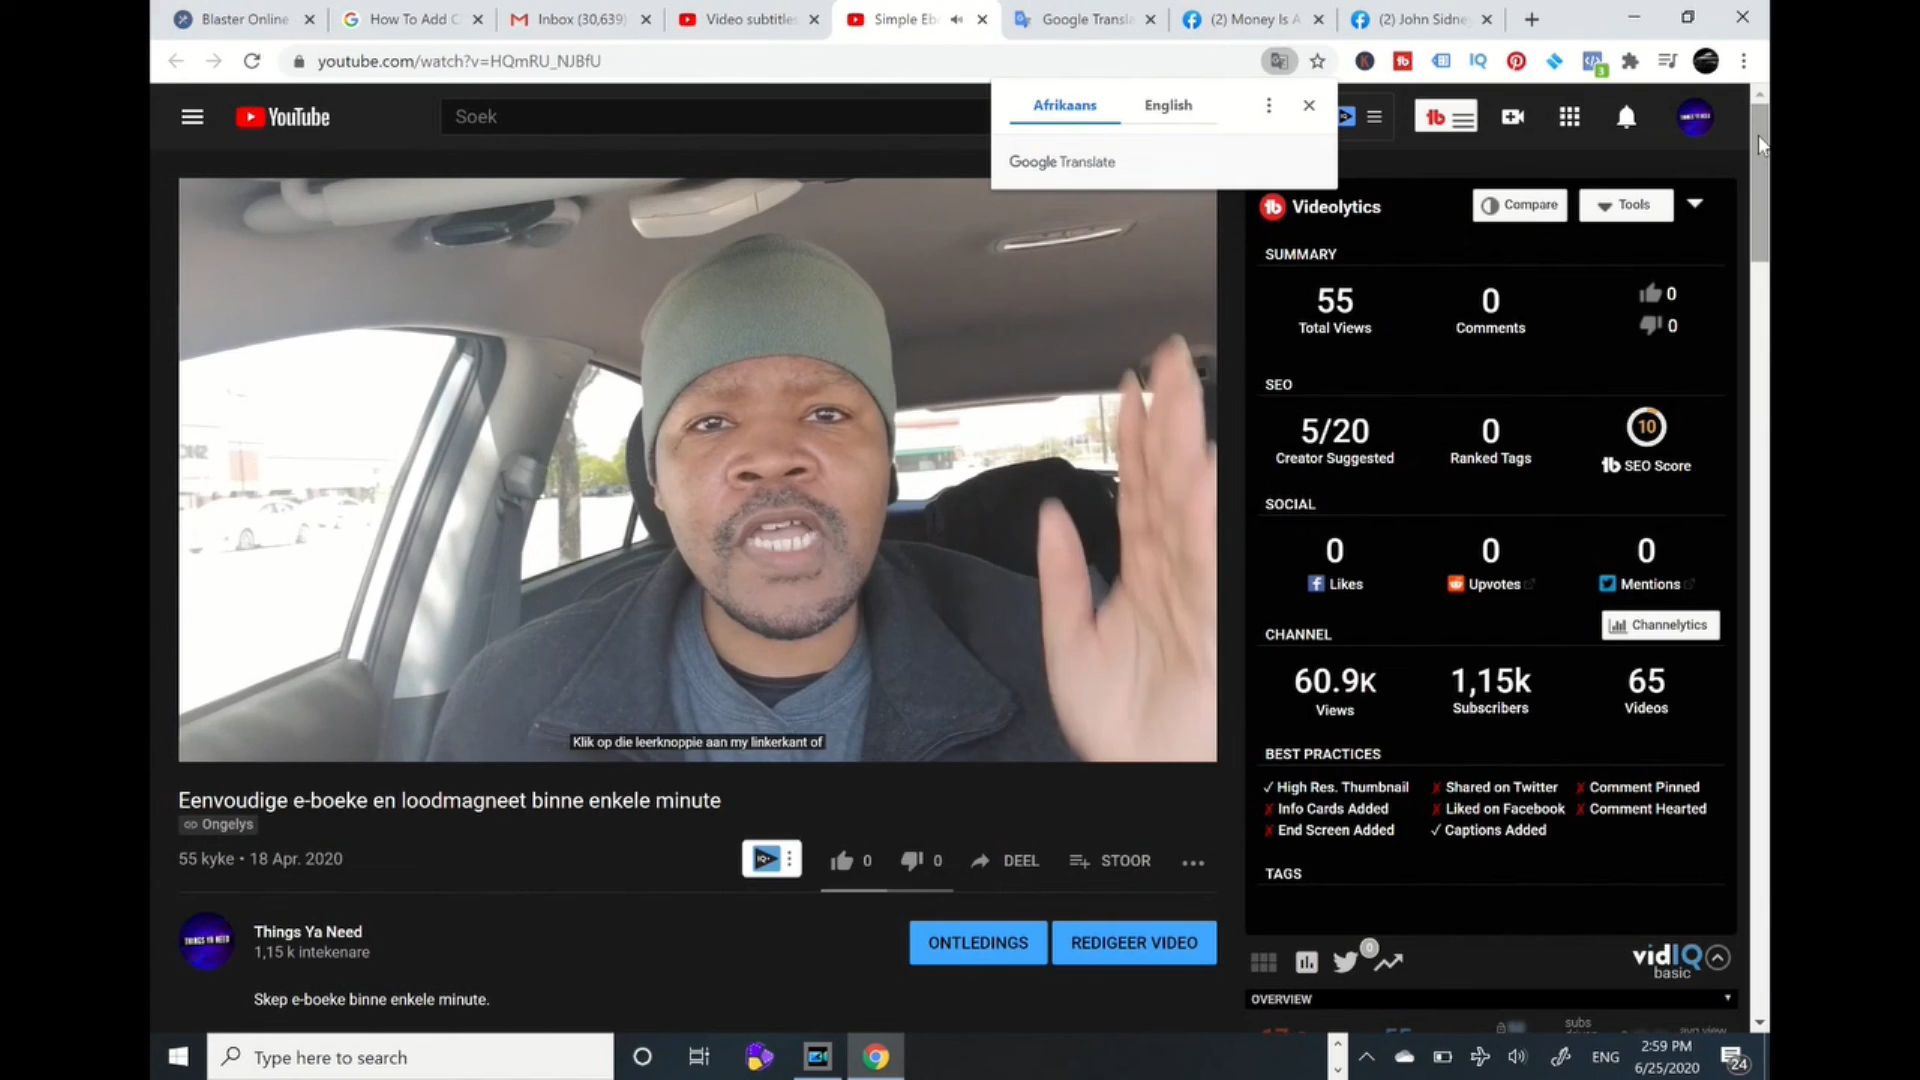 Blaster Online
How To Add C
Inbox (30,639)
Video subtitles
Simple Eb
Google Transla
(2) Money Is A
(2) John Sidne
youtube.com/watch?v=HQmRU_NJBfU
IQ
3
YouTube
Soek
Afrikaans
English
Google Translate
Videolytics
Compare
Tools
SUMMARY
55
0
0
Total Views
Comments
0
SEO
5/20
0
10
Creator Suggested
Ranked Tags
SEO Score
SOCIAL
0
0
0
Likes
Upvotes
Mentions
CHANNEL
Channelytics
60.9K
1,15k
65
Views
Subscribers
Videos
BEST PRACTICES
✓ High Res. Thumbnail
✗ Shared on Twitter
✗ Comment Pinned
✗ Info Cards Added
✗ Liked on Facebook
✗ Comment Hearted
✗ End Screen Added
✓ Captions Added
TAGS
Klik op die leerknoppie aan my linkerkant of
Eenvoudige e-boeke en loodmagneet binne enkele minute
Ongelys
55 kyke • 18 Apr. 2020
0
0
DEEL
STOOR
Things Ya Need
1,15 k intekenare
ONTLEDINGS
REDIGEER VIDEO
Skep e-boeke binne enkele minute.
0
vidIQ
basic
OVERVIEW
subs
Type here to search
ENG
2:59 PM
6/25/2020
24